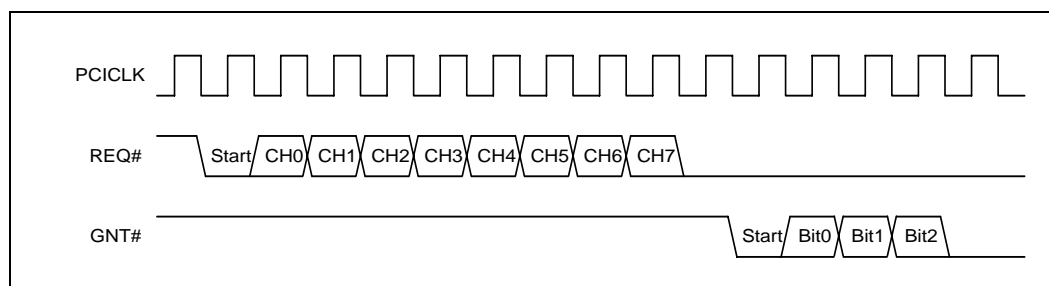 PCICLK
REQ# Start CH0 CH1 CH2 CH3 CH4 CH5 CH6 CH7
GNT# Start Bit0 Bit1 Bit2